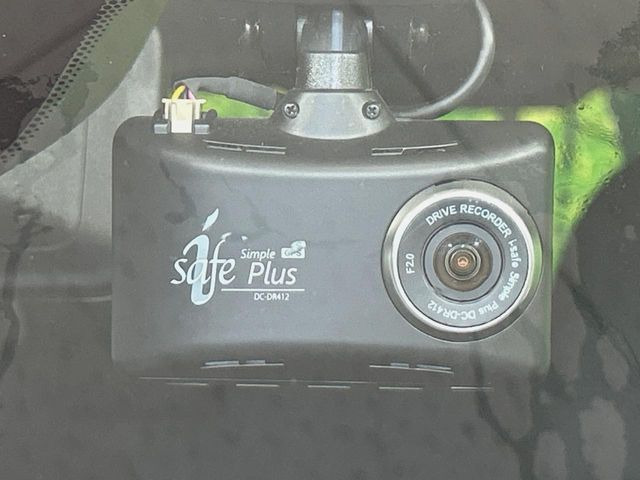 i safe Simple GPS
Plus
DC-DR412
DRIVE RECORDER i-safe Simple Plus DC-DR412
F2.0